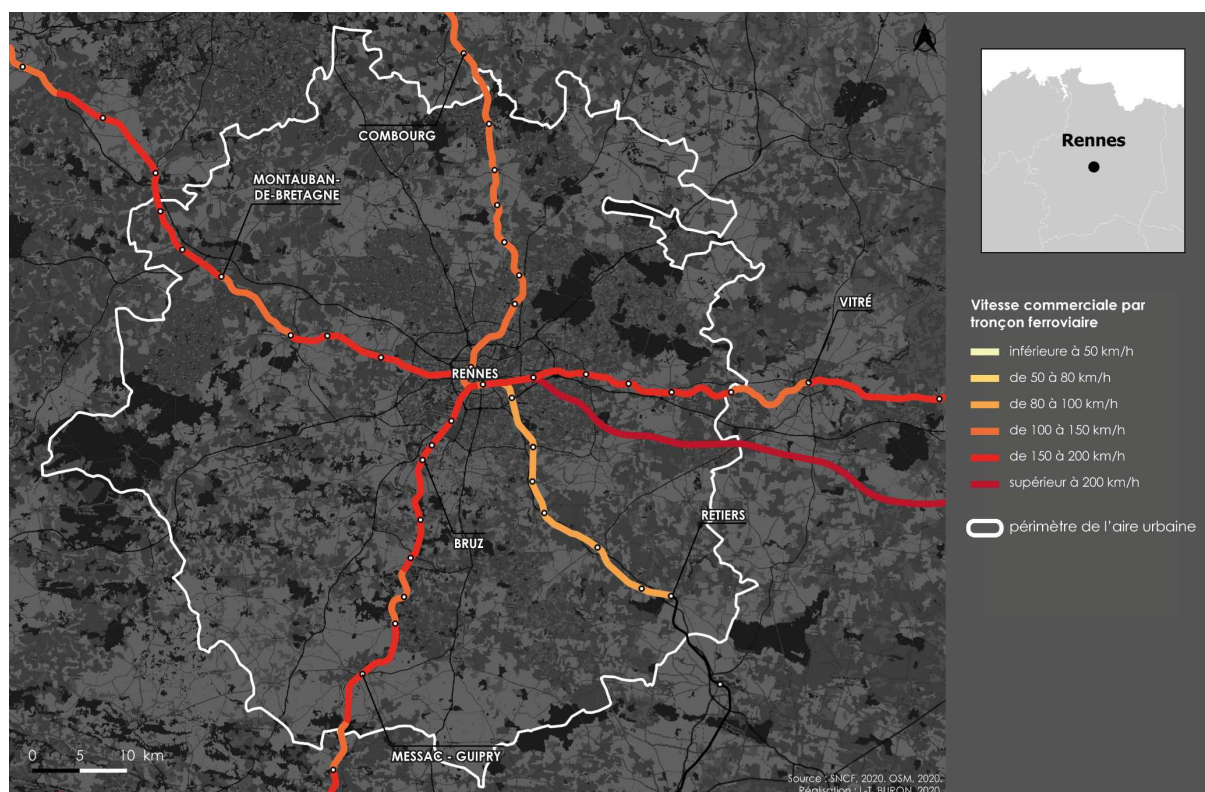 COMBOURG
MONTAUBAN-
DE-BRETAGNE
VITRÉ
RENNES
RETIERS
BRUZ
MESSAC - GUIPRY
0 5 10 km
Source : SNCF, 2020, OSM, 2020.
Réalisation : L-T. BURON, 2020
Rennes
Vitesse commerciale par
tronçon ferroviaire
inférieure à 50 km/h
de 50 à 80 km/h
de 80 à 100 km/h
de 100 à 150 km/h
de 150 à 200 km/h
supérieur à 200 km/h
périmètre de l'aire urbaine